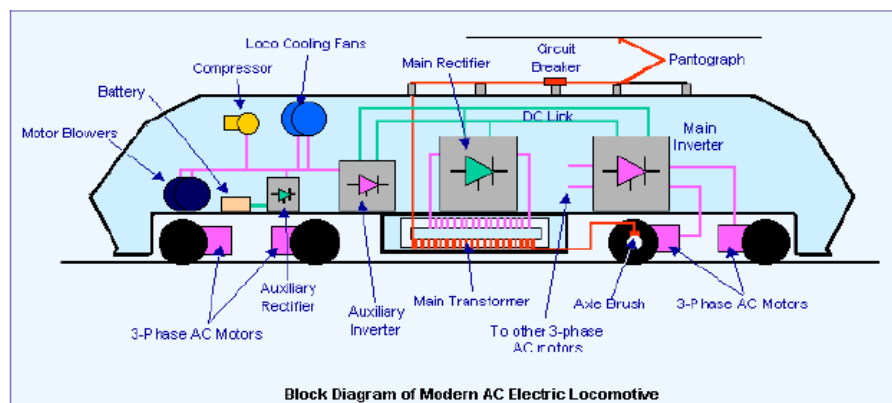 Loco Cooling Fans
Circuit
Breaker
Main Rectifier
Pantograph
Compressor
Battery
DC Link
Main
Inverter
Motor Blowers
Auxiliary
Rectifier
Main Transformer
Axle Brush
3-Phase AC Motors
3-Phase AC Motors
Auxiliary
Inverter
To other 3-phase
AC motors
Block Diagram of Modern AC Electric Locomotive